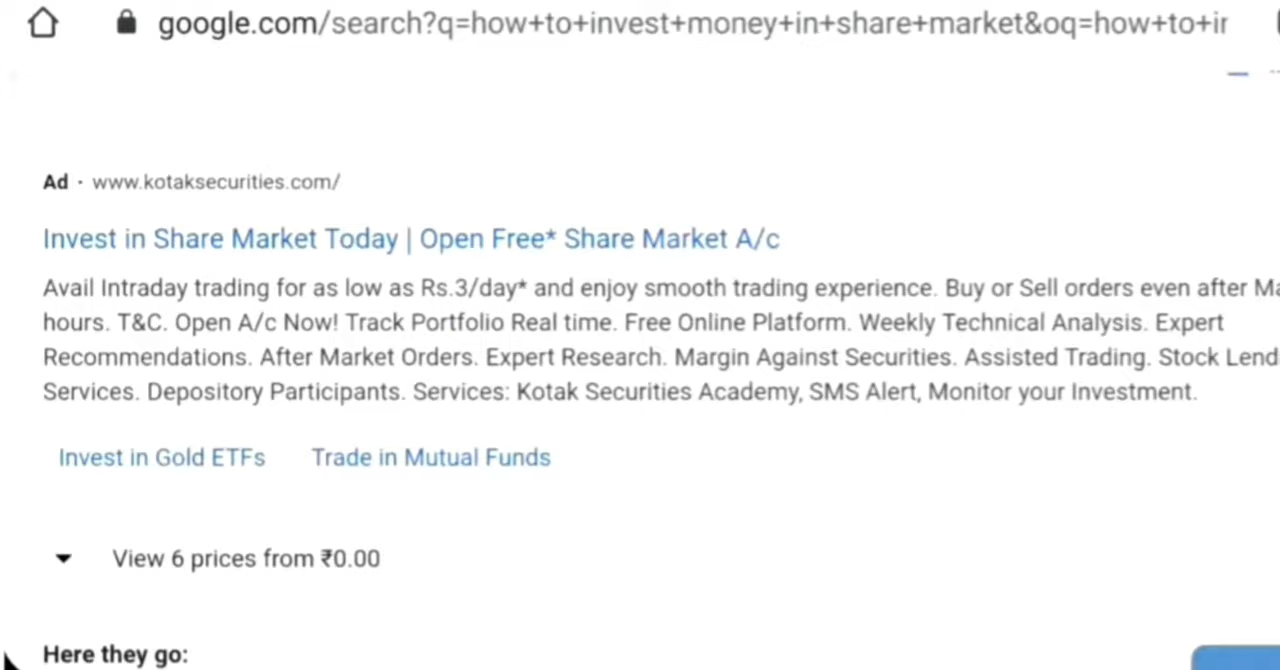 google.com/search?q=how+to+invest+money+in+share+market&oq=how+to+ir
Ad · www.kotaksecurities.com/
Invest in Share Market Today | Open Free* Share Market A/c
Avail Intraday trading for as low as Rs.3/day* and enjoy smooth trading experience. Buy or Sell orders even after Ma
hours. T&C. Open A/c Now! Track Portfolio Real time. Free Online Platform. Weekly Technical Analysis. Expert
Recommendations. After Market Orders. Expert Research. Margin Against Securities. Assisted Trading. Stock Lend
Services. Depository Participants. Services: Kotak Securities Academy, SMS Alert, Monitor your Investment.
Invest in Gold ETFs Trade in Mutual Funds
View 6 prices from ₹0.00
Here they go: